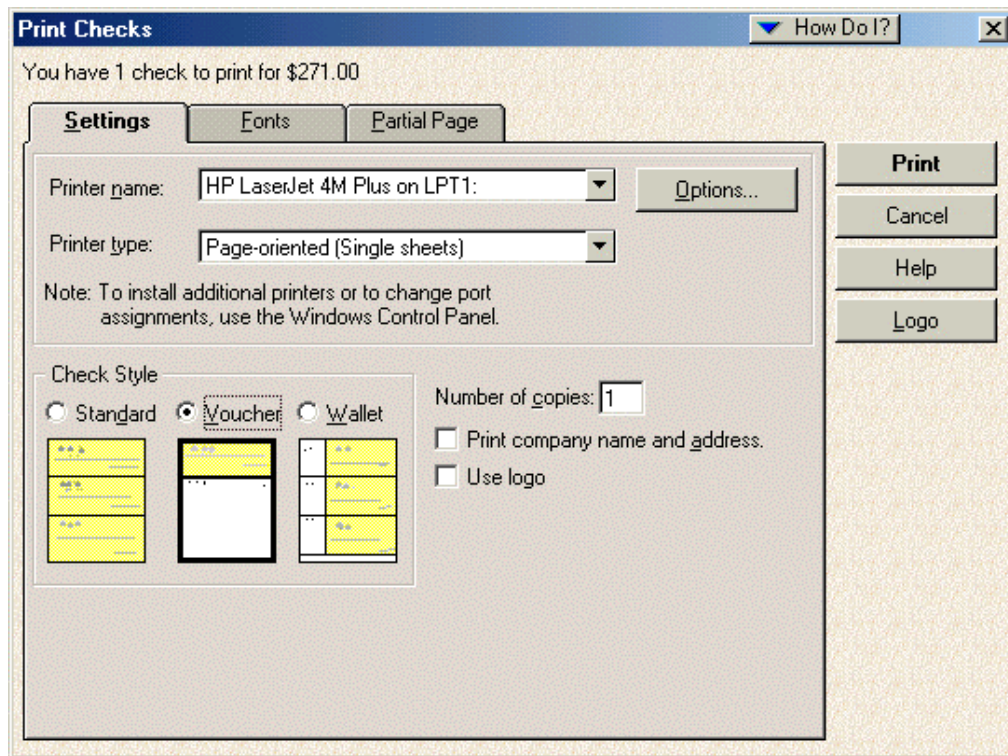 Print Checks
How Do I?
You have 1 check to print for $271.00
Settings
Fonts
Partial Page
Printer name:
HP LaserJet 4M Plus on LPT1:
Options...
Printer type:
Page-oriented (Single sheets)
Note: To install additional printers or to change port
assignments, use the Windows Control Panel.
Print
Cancel
Help
Logo
Check Style
Standard
Voucher
Wallet
Number of copies: 1
Print company name and address.
Use logo